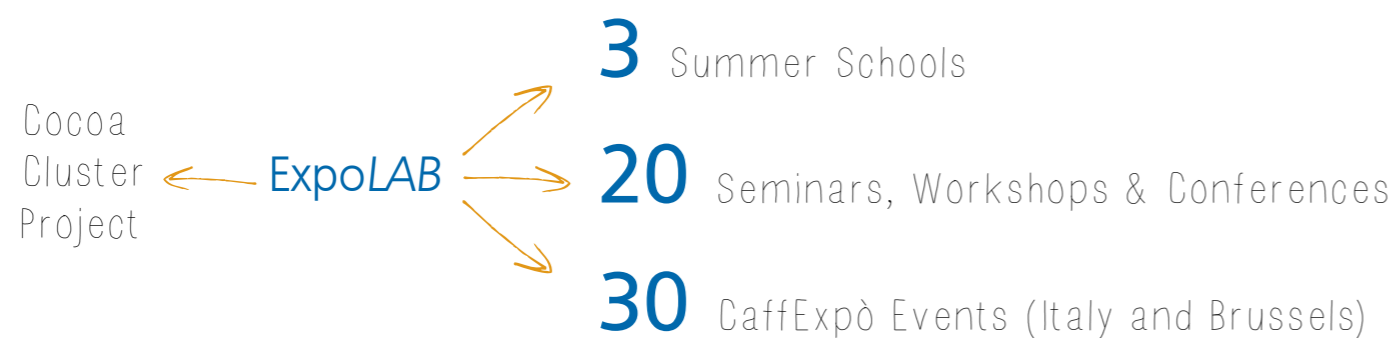 Cocoa
Cluster
Project
ExpoLAB
3 Summer Schools
20 Seminars, Workshops & Conferences
30 CaffExpò Events (Italy and Brussels)